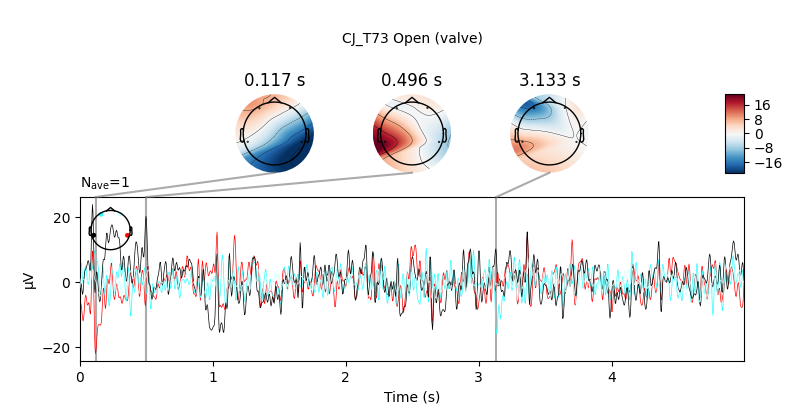 CJ_T73 Open (valve)
0.117 s 0.496 s 3.133 s
16
8
0
−8
−16
Nave=1
20
0
−20
μV
0 1 2 3 4
Time (s)